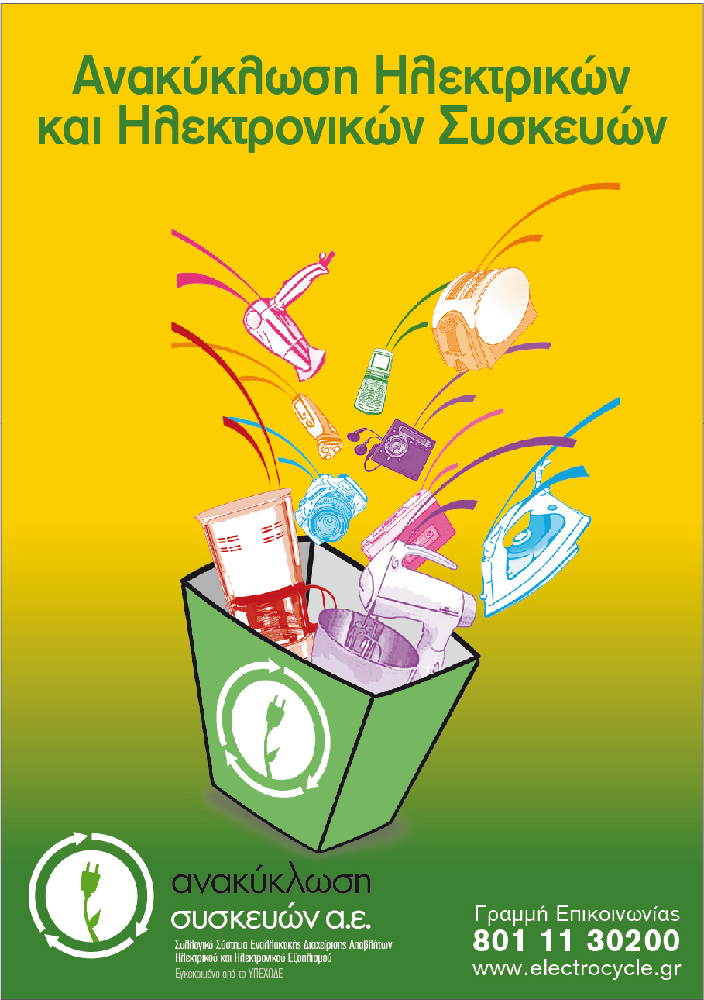 Ανακύκλωση Ηλεκτρικών
και Ηλεκτρονικών Συσκευών
ανακύκλωση
συσκευών α.ε.
Συλλογικό Σύστημα Εναλλακτικής Διαχείρισης Αποβλήτων
Ηλεκτρικού και Ηλεκτρονικού Εξοπλισμού
Εγκεκριμένο από το ΥΠΕΧΩΔΕ
Γραμμή Επικοινωνίας
801 11 30200
www.electrocycle.gr